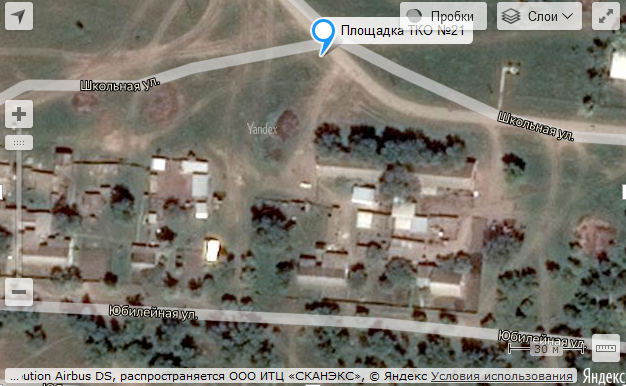 Площадка ТКО №21
Пробки
Слои
Школьная ул.
Школьная ул.
Yandex
Юбилейная ул.
Юбилейная ул.
30 м
...oution Airbus DS, распространяется ООО ИТЦ «СКАНЭКС», © Яндекс Условия использования
Яндекс